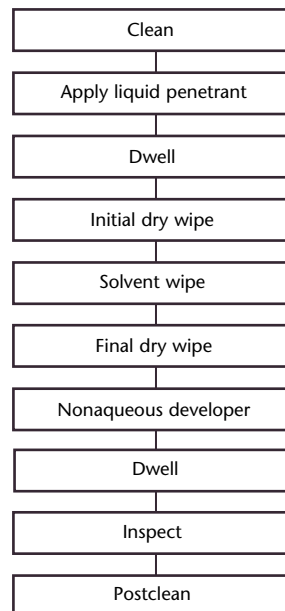 Clean
Apply liquid penetrant
Dwell
Initial dry wipe
Solvent wipe
Final dry wipe
Nonaqueous developer
Dwell
Inspect
Postclean